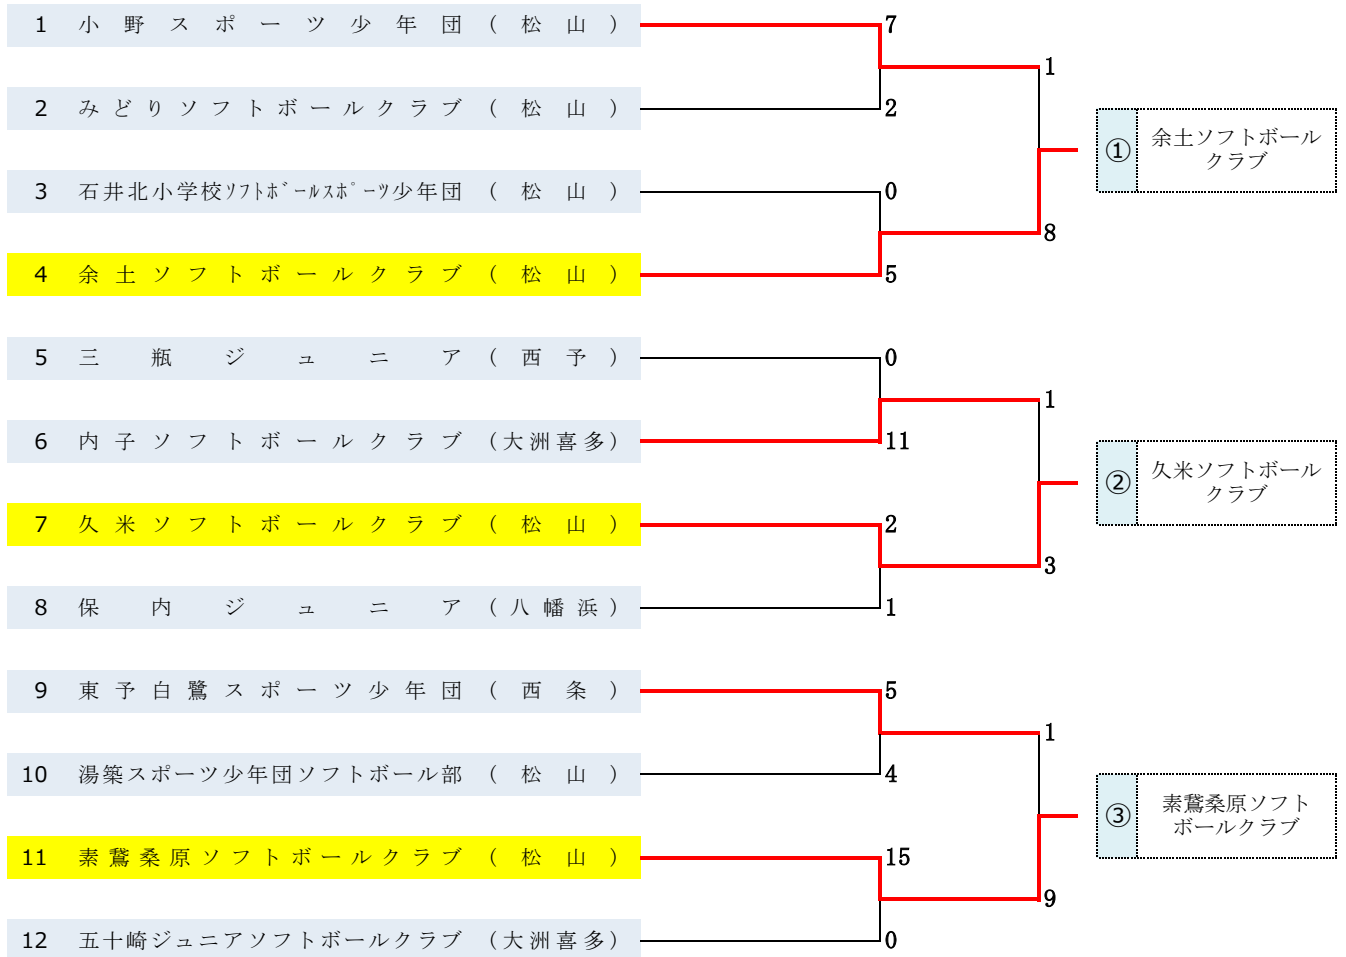 1 小野スポーツ少年団（松山） 7
1
2 みどりソフトボールクラブ（松山） 2
① 余土ソフトボール
クラブ
3 石井北小学校ｿﾌﾄﾎﾞｰﾙｽﾎﾟｰﾂ少年団（松山） 0
8
4 余土ソフトボールクラブ（松山） 5
5 三瓶ジュニア（西予） 0
1
6 内子ソフトボールクラブ（大洲喜多） 11
② 久米ソフトボール
クラブ
7 久米ソフトボールクラブ（松山） 2
3
8 保内ジュニア（八幡浜） 1
9 東予白鷺スポーツ少年団（西条） 5
1
10 湯築スポーツ少年団ソフトボール部（松山） 4
③ 素鵞桑原ソフト
ボールクラブ
11 素鵞桑原ソフトボールクラブ（松山） 15
9
12 五十崎ジュニアソフトボールクラブ（大洲喜多） 0